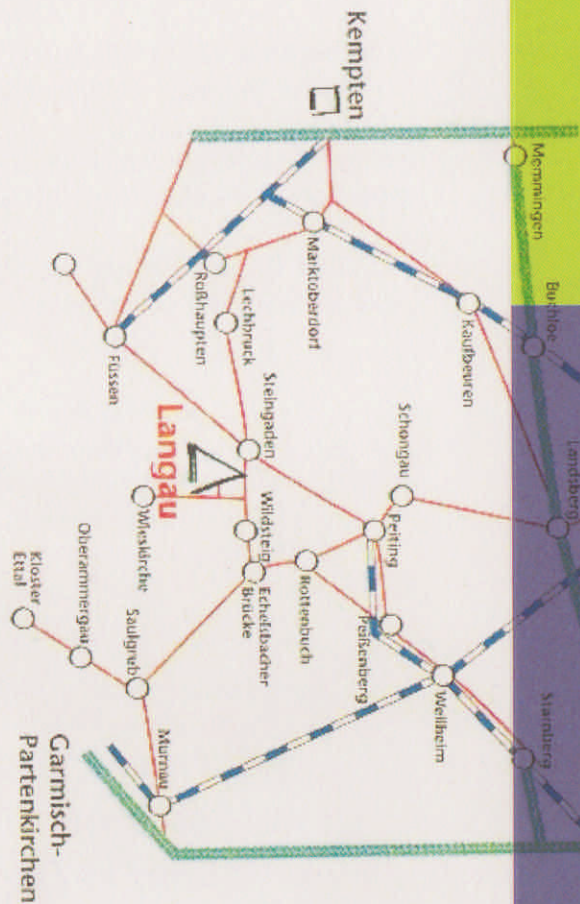 Memmingen
Buchloe
Landsberg
Starnberg
Kaufbeuren
Kempten
Marktoberdorf
Schongau
Peiting
Peißenberg
Weilheim
Roßhaupten
Lechbruck
Steingaden
Wildsteig
Echelsbacher
Brücke
Rottenbuch
Füssen
Langau
Wieskirche
Murnau
Saulgrub
Oberammergau
Kloster
Ettal
Garmisch-
Partenkirchen